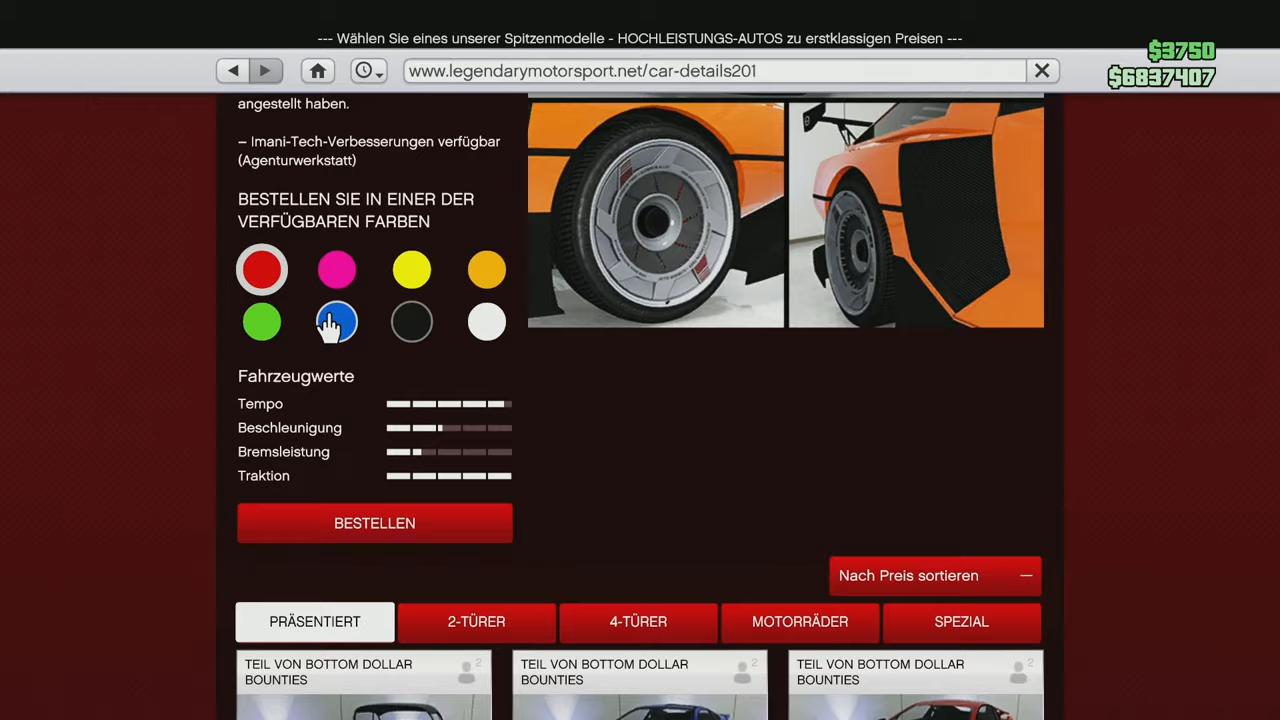 --- Wählen Sie eines unserer Spitzenmodelle - HOCHLEISTUNGS-AUTOS zu erstklassigen Preisen ---
$3750
$6837407
www.legendarymotorsport.net/car-details201
angestellt haben.
– Imani-Tech-Verbesserungen verfügbar
(Agenturwerkstatt)
BESTELLEN SIE IN EINER DER
VERFÜGBAREN FARBEN
Fahrzeugwerte
Tempo
Beschleunigung
Bremsleistung
Traktion
BESTELLEN
Nach Preis sortieren
PRÄSENTIERT
2-TÜRER
4-TÜRER
MOTORRÄDER
SPEZIAL
TEIL VON BOTTOM DOLLAR
BOUNTIES
2
TEIL VON BOTTOM DOLLAR
BOUNTIES
2
TEIL VON BOTTOM DOLLAR
BOUNTIES
2